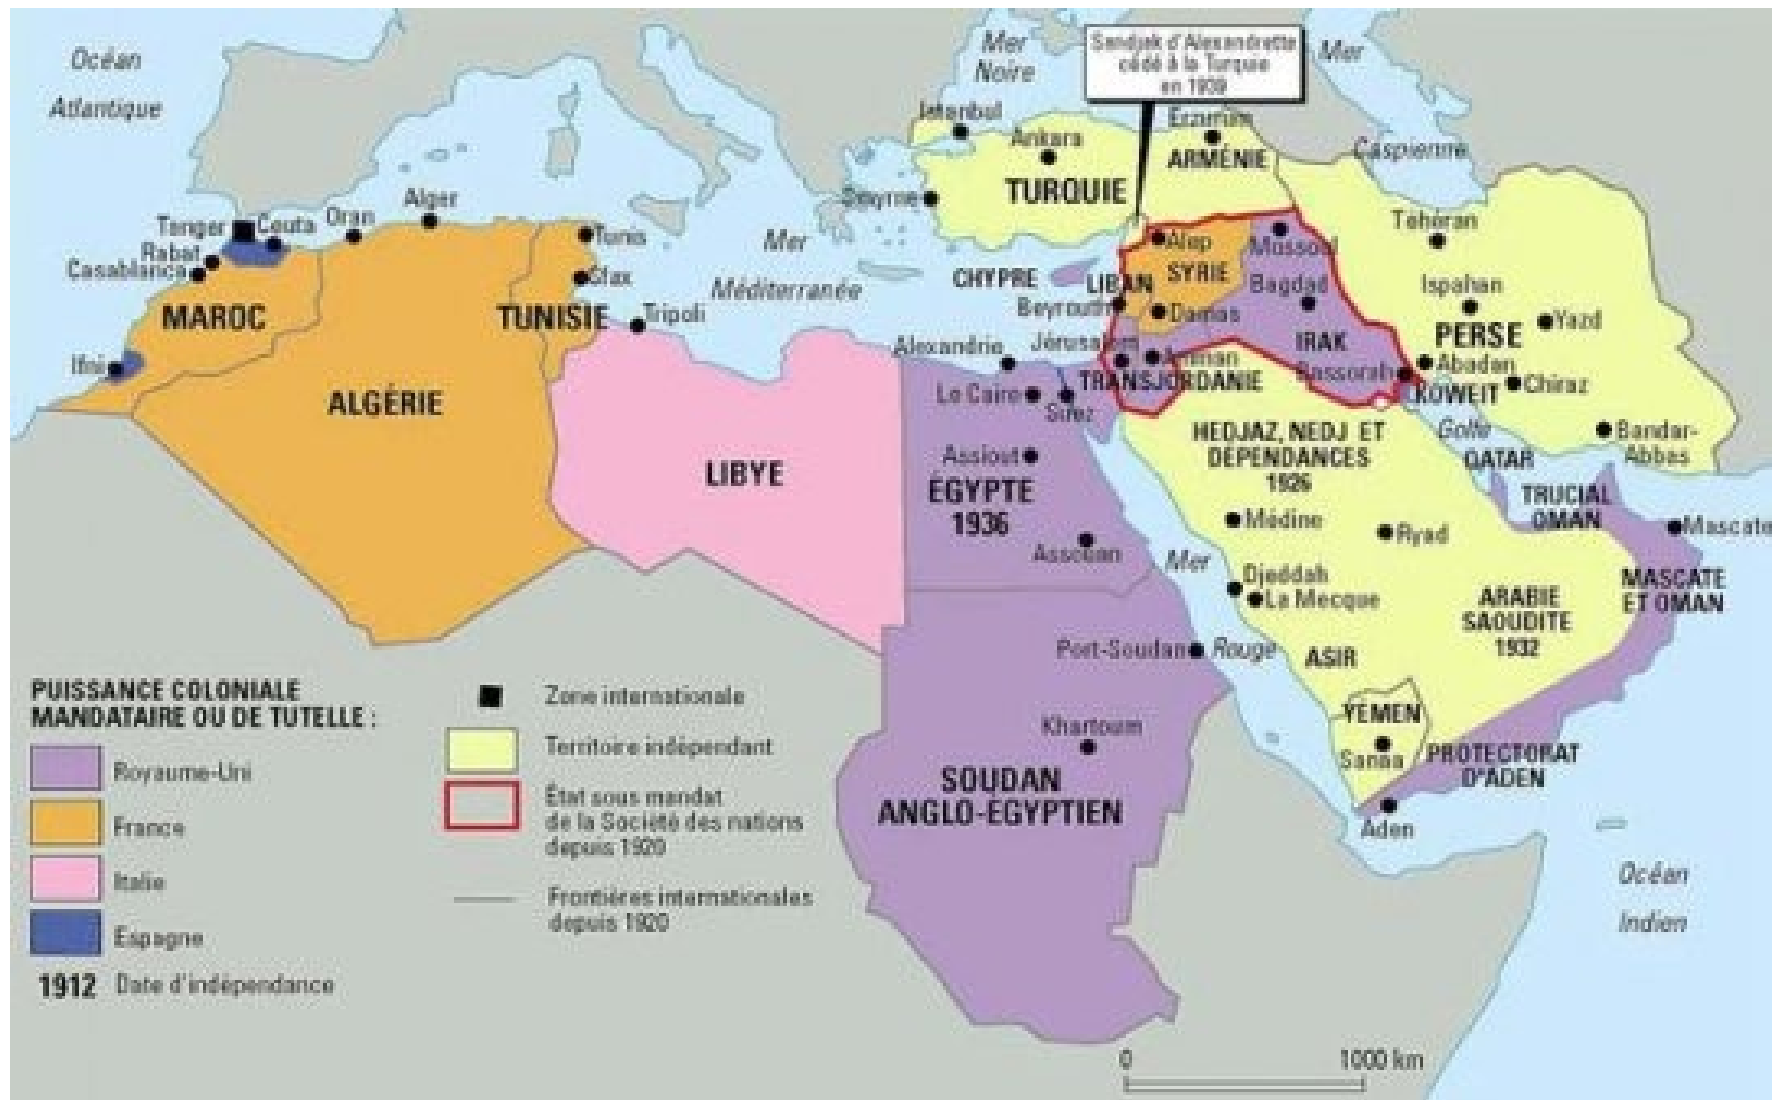 Océan
Atlantique
Mer
Noire
Sandjak d'Alexandrette
cédé à la Turquie
en 1939
Mer
Caspienne
Istanbul
Ankara
Erzurum
ARMÉNIE
TURQUIE
Smyrne
Alger
Oran
Ceuta
Tanger
Rabat
Casablanca
MAROC
Ifni
Tunis
Sfax
TUNISIE
Tripoli
Mer
Méditerranée
CHYPRE
LIBAN
Beyrouth
Alep
SYRIE
Damas
Mossoul
Bagdad
IRAK
Bassorah
Téhéran
Ispahan
Yazd
PERSE
Abadan
Chiraz
KOWEIT
Bandar-
Abbas
Golfe
QATAR
TRUCIAL
OMAN
Mascate
MASCATE
ET OMAN
Jérusalem
Amman
TRANSJORDANIE
Alexandrie
Le Caire
Suez
ALGÉRIE
LIBYE
Assiout
ÉGYPTE
1936
Assouan
HEDJAZ, NEDJ ET
DÉPENDANCES
1926
Médine
Ryad
Mer
Rouge
Djeddah
La Mecque
ARABIE
SAOUDITE
1932
ASIR
Port-Soudan
Khartoum
SOUDAN
ANGLO-EGYPTIEN
YEMEN
Sanaa
PROTECTORAT
D'ADEN
Aden
Océan
Indien
PUISSANCE COLONIALE
MANDATAIRE OU DE TUTELLE :
Royaume-Uni
France
Italie
Espagne
1912 Date d'indépendance
Zone internationale
Territoire indépendant
État sous mandat
de la Société des nations
depuis 1920
Frontières internationales
depuis 1920
0 1000 km